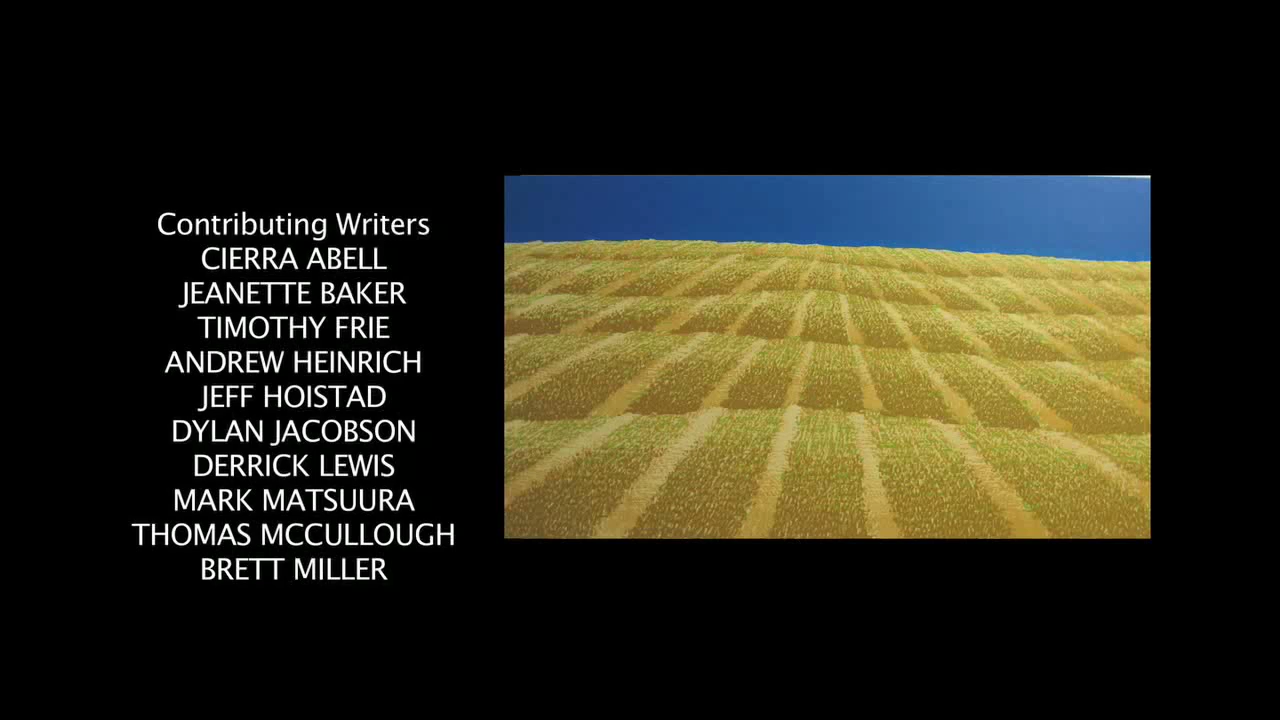 Contributing Writers
CIERRA ABELL
JEANETTE BAKER
TIMOTHY FRIE
ANDREW HEINRICH
JEFF HOISTAD
DYLAN JACOBSON
DERRICK LEWIS
MARK MATSUURA
THOMAS MCCULLOUGH
BRETT MILLER